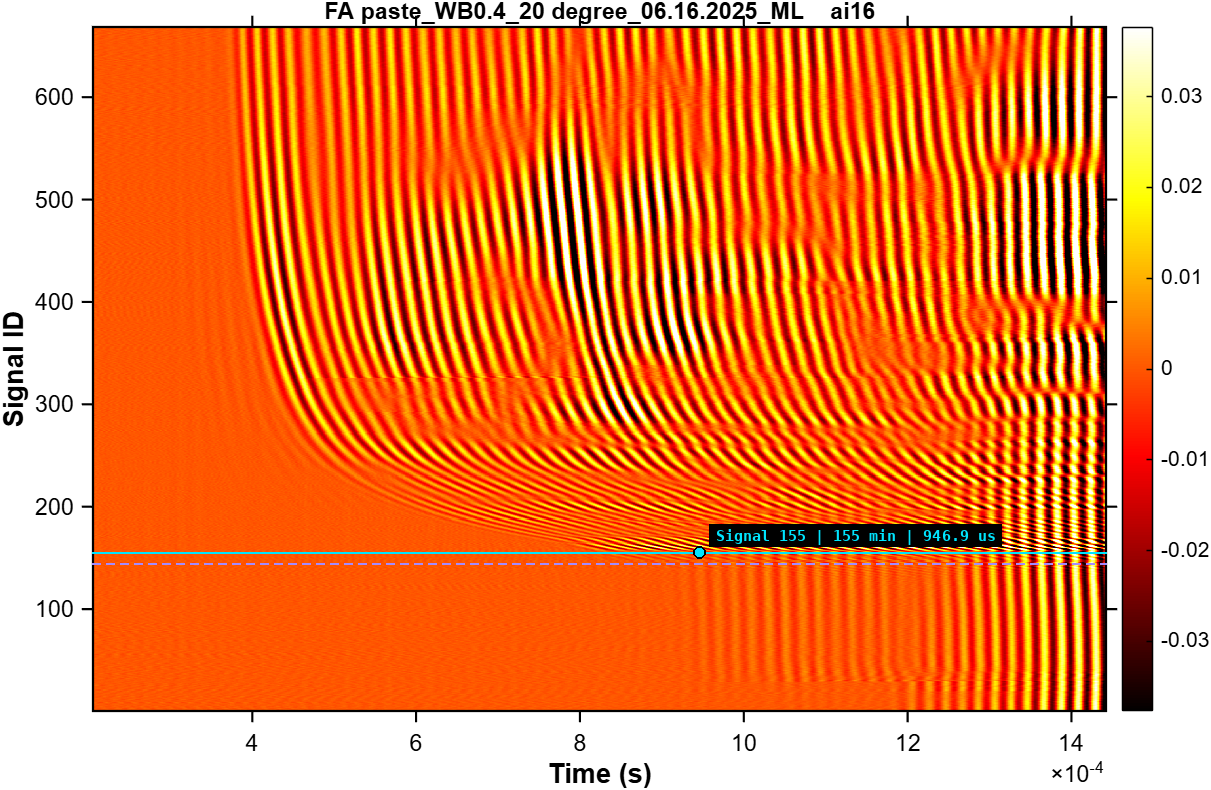 FA paste_WB0.4_20 degree_06.16.2025_ML ai16
600
500
400
300
200
100
Signal ID
Signal 155 | 155 min | 946.9 us
4 6 8 10 12 14
Time (s)
×10⁻⁴
0.03
0.02
0.01
0
-0.01
-0.02
-0.03